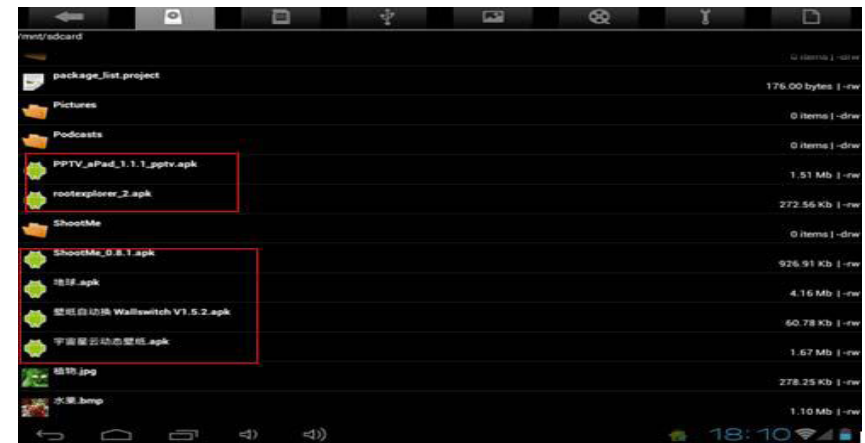 /mnt/sdcard
0 items | -drw
package_list.project
176.00 bytes | -rw
Pictures
0 items | -drw
Podcasts
0 items | -drw
PPTV_aPad_1.1.1_pptv.apk
1.51 Mb | -rw
rootexplorer_2.apk
272.56 Kb | -rw
ShootMe
0 items | -drw
ShootMe_0.8.1.apk
926.91 Kb | -rw
地球.apk
4.16 Mb | -rw
壁纸自动换 Wallswitch V1.5.2.apk
60.78 Kb | -rw
宇宙星云动态壁纸.apk
1.67 Mb | -rw
植物.jpg
278.25 Kb | -rw
水果.bmp
1.10 Mb | -rw
18:10